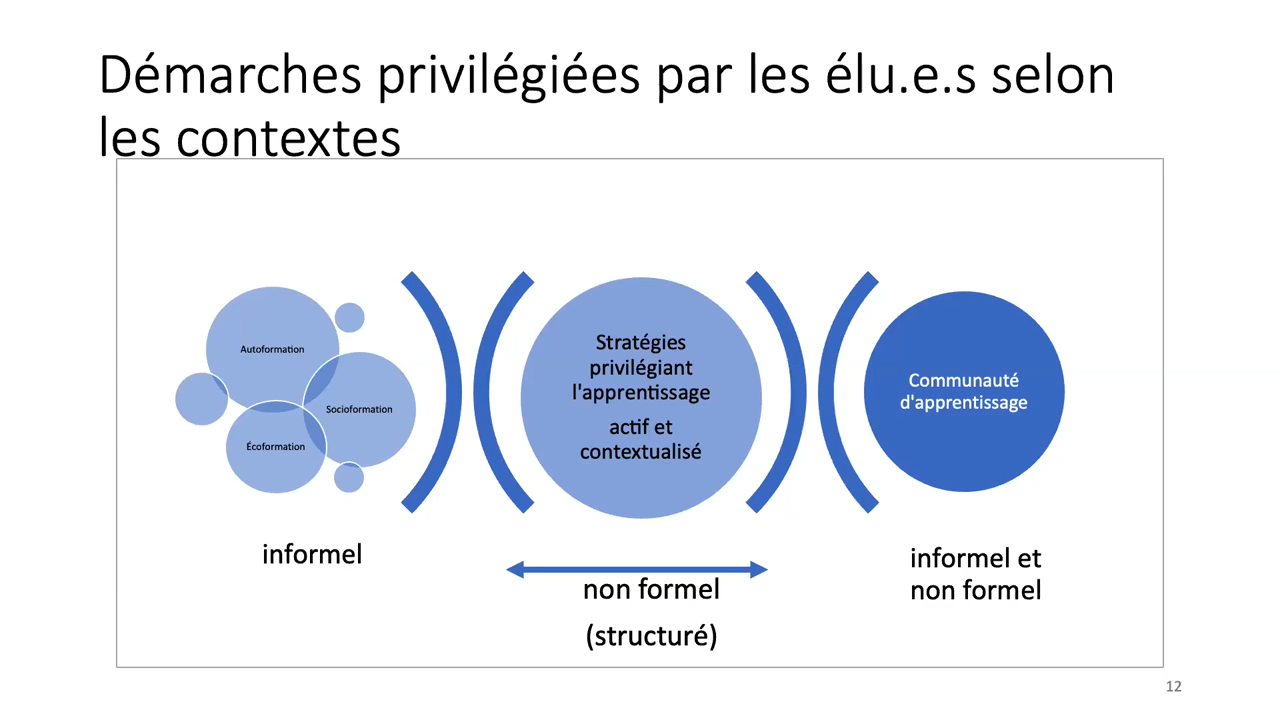 Démarches privilégiées par les élu.e.s selon
les contextes
Autoformation
Socioformation
Écoformation
informel
Stratégies
privilégiant
l'apprentissage
actif et
contextualisé
non formel
(structuré)
Communauté
d'apprentissage
informel et
non formel
12